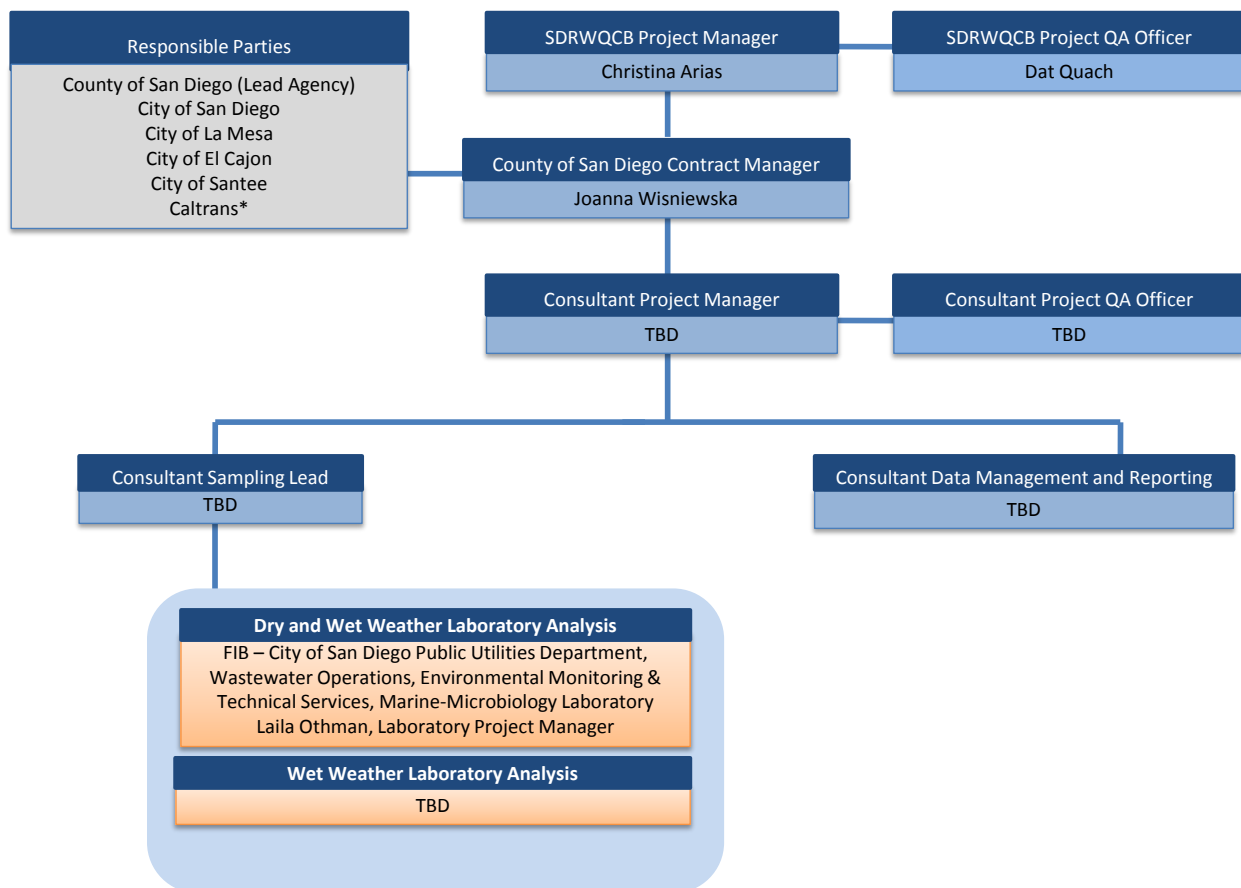 Responsible Parties
County of San Diego (Lead Agency)
City of San Diego
City of La Mesa
City of El Cajon
City of Santee
Caltrans*
SDRWQCB Project Manager
Christina Arias
SDRWQCB Project QA Officer
Dat Quach
County of San Diego Contract Manager
Joanna Wisniewska
Consultant Project Manager
TBD
Consultant Project QA Officer
TBD
Consultant Sampling Lead
TBD
Consultant Data Management and Reporting
TBD
Dry and Wet Weather Laboratory Analysis
FIB – City of San Diego Public Utilities Department,
Wastewater Operations, Environmental Monitoring &
Technical Services, Marine-Microbiology Laboratory
Laila Othman, Laboratory Project Manager
Wet Weather Laboratory Analysis
TBD